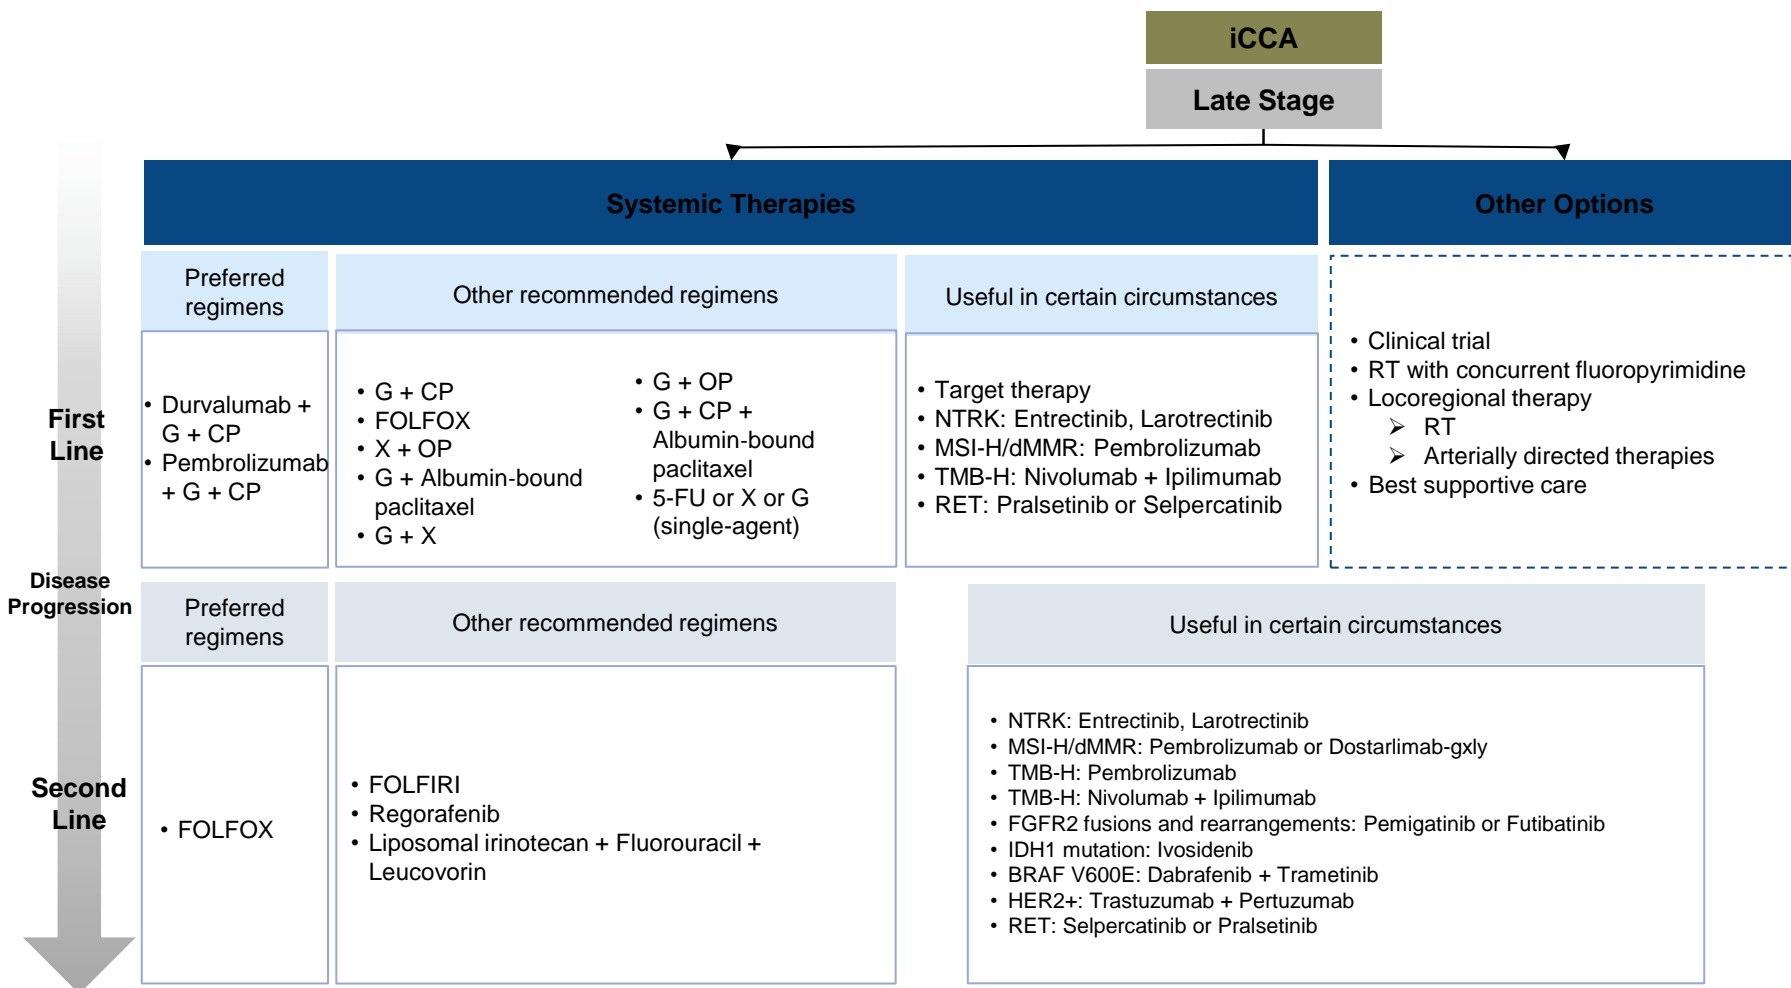 iCCA
Late Stage
Systemic Therapies
Other Options
Preferred
regimens
Other recommended regimens
Useful in certain circumstances
First
Line
• Durvalumab +
G + CP
• Pembrolizumab
+ G + CP
• G + CP
• FOLFOX
• X + OP
• G + Albumin-bound
paclitaxel
• G + X
• G + OP
• G + CP +
Albumin-bound
paclitaxel
• 5-FU or X or G
(single-agent)
• Target therapy
• NTRK: Entrectinib, Larotrectinib
• MSI-H/dMMR: Pembrolizumab
• TMB-H: Nivolumab + Ipilimumab
• RET: Pralsetinib or Selpercatinib
• Clinical trial
• RT with concurrent fluoropyrimidine
• Locoregional therapy
➢ RT
➢ Arterially directed therapies
• Best supportive care
Disease
Progression
Preferred
regimens
Other recommended regimens
Useful in certain circumstances
Second
Line
• FOLFOX
• FOLFIRI
• Regorafenib
• Liposomal irinotecan + Fluorouracil +
Leucovorin
• NTRK: Entrectinib, Larotrectinib
• MSI-H/dMMR: Pembrolizumab or Dostarlimab-gxly
• TMB-H: Pembrolizumab
• TMB-H: Nivolumab + Ipilimumab
• FGFR2 fusions and rearrangements: Pemigatinib or Futibatinib
• IDH1 mutation: Ivosidenib
• BRAF V600E: Dabrafenib + Trametinib
• HER2+: Trastuzumab + Pertuzumab
• RET: Selpercatinib or Pralsetinib